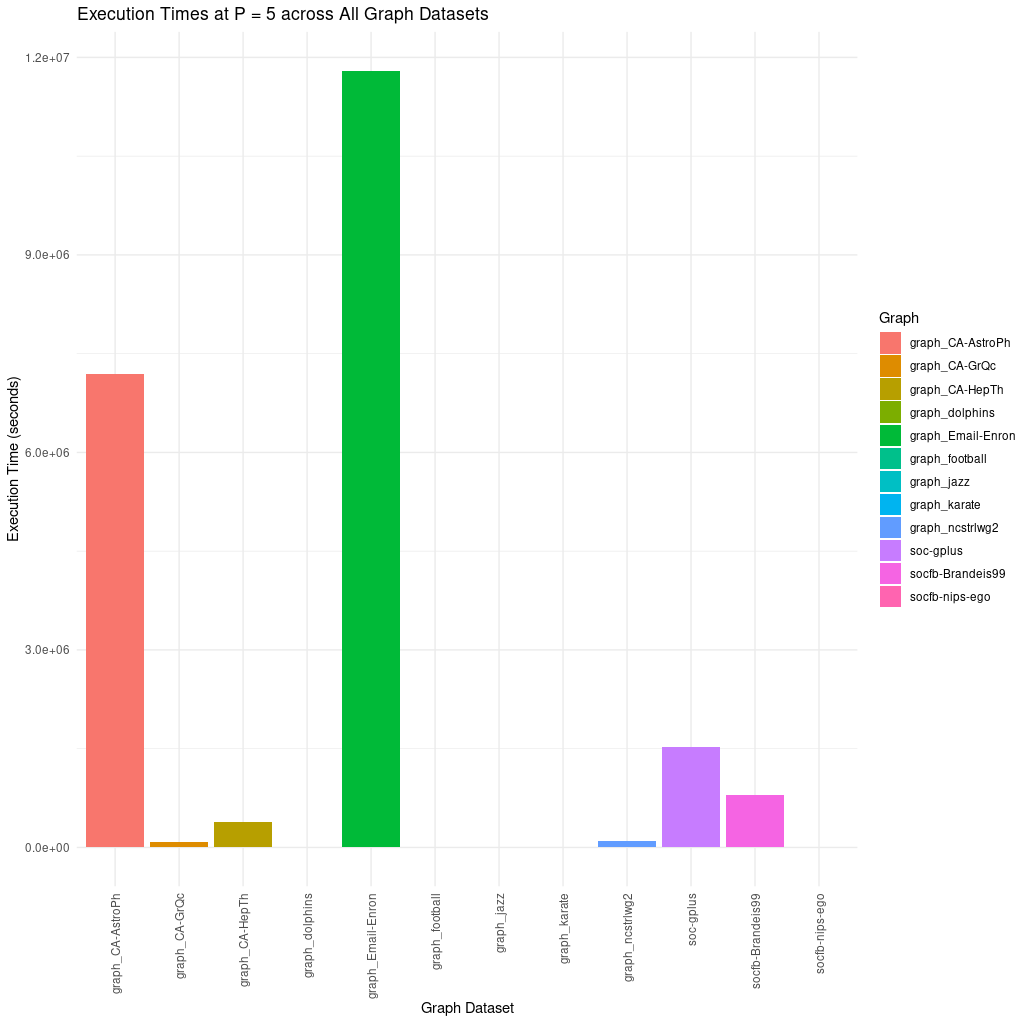 Execution Times at P = 5 across All Graph Datasets
Execution Time (seconds)
1.2e+07
9.0e+06
6.0e+06
3.0e+06
0.0e+00
graph_CA-AstroPh
graph_CA-GrQc
graph_CA-HepTh
graph_dolphins
graph_Email-Enron
graph_football
graph_jazz
graph_karate
graph_ncstrlwg2
soc-gplus
socfb-Brandeis99
socfb-nips-ego
Graph Dataset
Graph
graph_CA-AstroPh
graph_CA-GrQc
graph_CA-HepTh
graph_dolphins
graph_Email-Enron
graph_football
graph_jazz
graph_karate
graph_ncstrlwg2
soc-gplus
socfb-Brandeis99
socfb-nips-ego